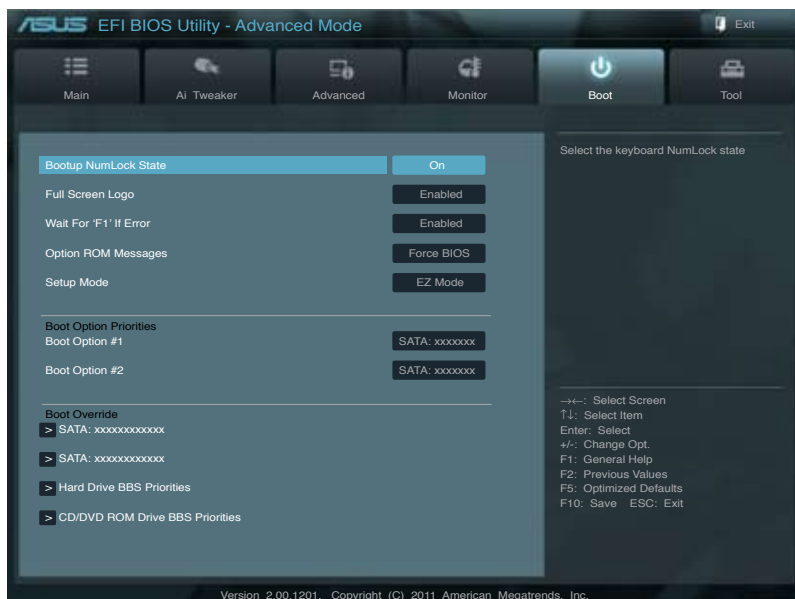 ASUS EFI BIOS Utility - Advanced Mode
Exit
Main
Ai Tweaker
Advanced
Monitor
Boot
Tool
Bootup NumLock State On
Full Screen Logo Enabled
Wait For ‘F1’ If Error Enabled
Option ROM Messages Force BIOS
Setup Mode EZ Mode
Boot Option Priorities
Boot Option #1 SATA: xxxxxxx
Boot Option #2 SATA: xxxxxxx
Boot Override
> SATA: xxxxxxxxxxxx
> SATA: xxxxxxxxxxxx
> Hard Drive BBS Priorities
> CD/DVD ROM Drive BBS Priorities
Select the keyboard NumLock state
→←: Select Screen
↑↓: Select Item
Enter: Select
+/-: Change Opt.
F1: General Help
F2: Previous Values
F5: Optimized Defaults
F10: Save ESC: Exit
Version 2.00.1201. Copyright (C) 2011 American Megatrends, Inc.